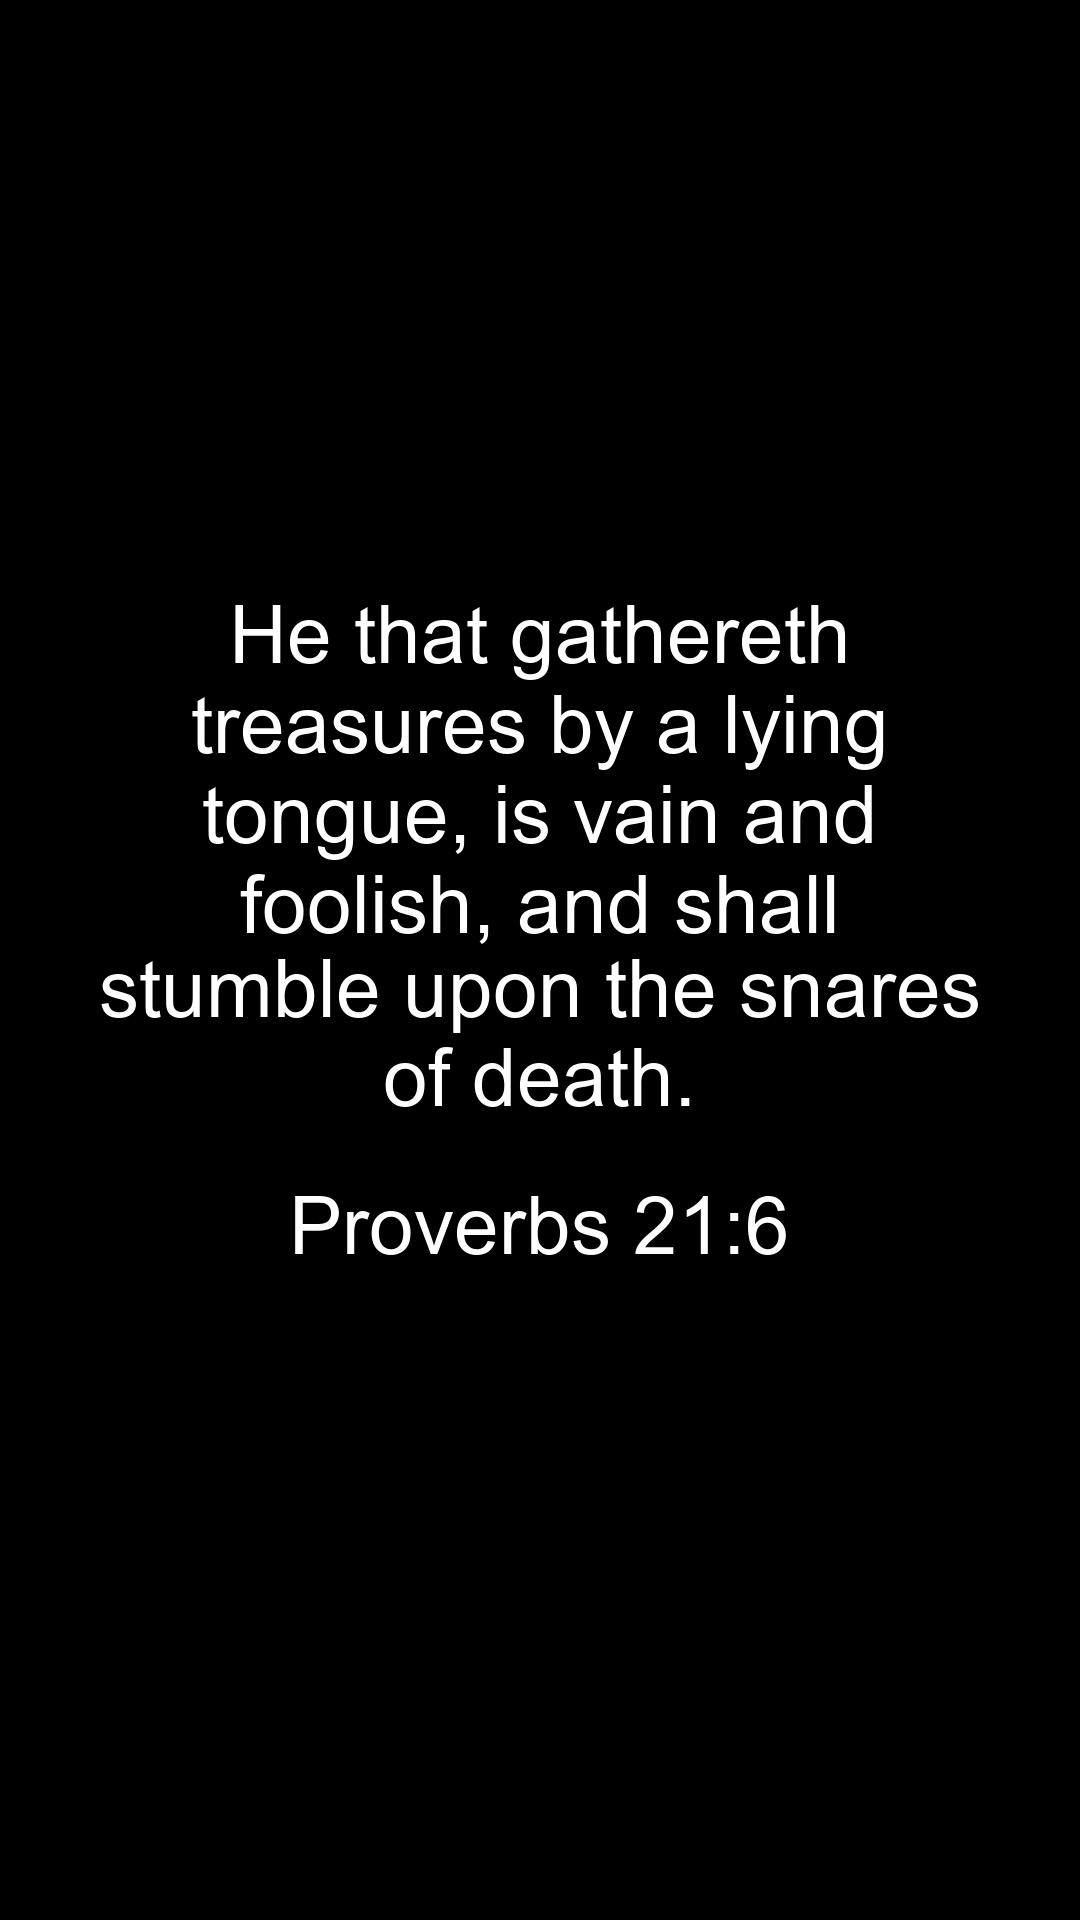 He that gathereth
treasures by a lying
tongue, is vain and
foolish, and shall
stumble upon the snares
of death.
Proverbs 21:6